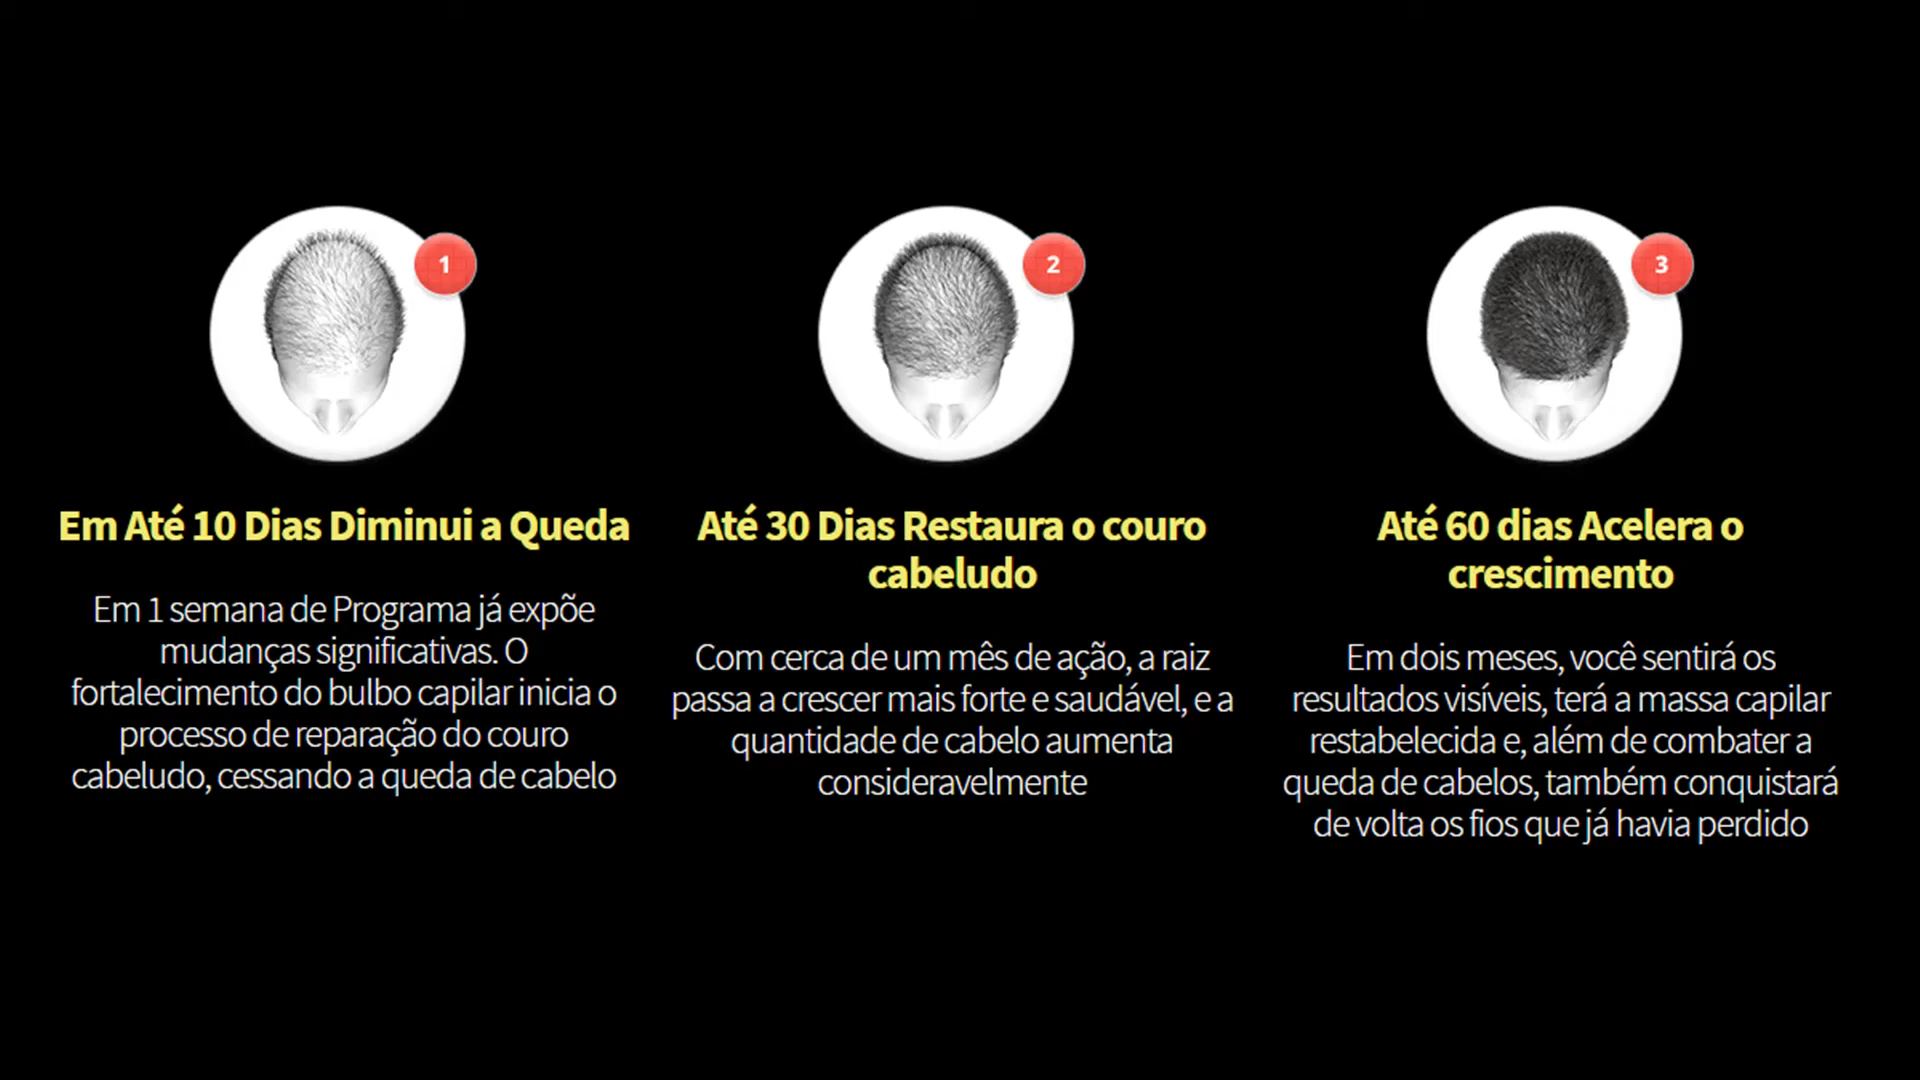 1
Em Até 10 Dias Diminui a Queda
Em 1 semana de Programa já expõe
mudanças significativas. O
fortalecimento do bulbo capilar inicia o
processo de reparação do couro
cabeludo, cessando a queda de cabelo
2
Até 30 Dias Restaura o couro
cabeludo
Com cerca de um mês de ação, a raiz
passa a crescer mais forte e saudável, e a
quantidade de cabelo aumenta
consideravelmente
3
Até 60 dias Acelera o
crescimento
Em dois meses, você sentirá os
resultados visíveis, terá a massa capilar
restabelecida e, além de combater a
queda de cabelos, também conquistará
de volta os fios que já havia perdido